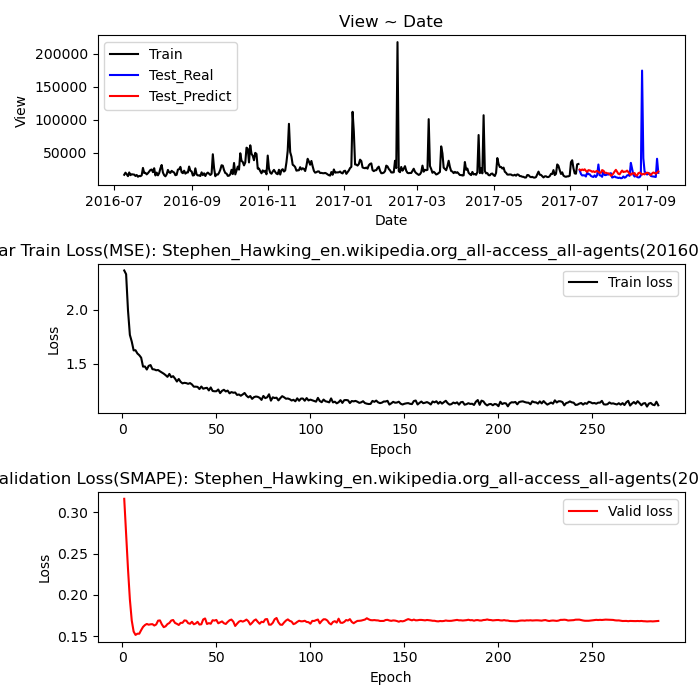 View ~ Date
200000
150000
100000
50000
View
Train
Test_Real
Test_Predict
2016-07 2016-09 2016-11 2017-01 2017-03 2017-05 2017-07 2017-09
Date
ar Train Loss(MSE): Stephen_Hawking_en.wikipedia.org_all-access_all-agents(20160
2.0
1.5
Loss
Train loss
0 50 100 150 200 250
Epoch
alidation Loss(SMAPE): Stephen_Hawking_en.wikipedia.org_all-access_all-agents(20
0.30
0.25
0.20
0.15
Loss
Valid loss
0 50 100 150 200 250
Epoch